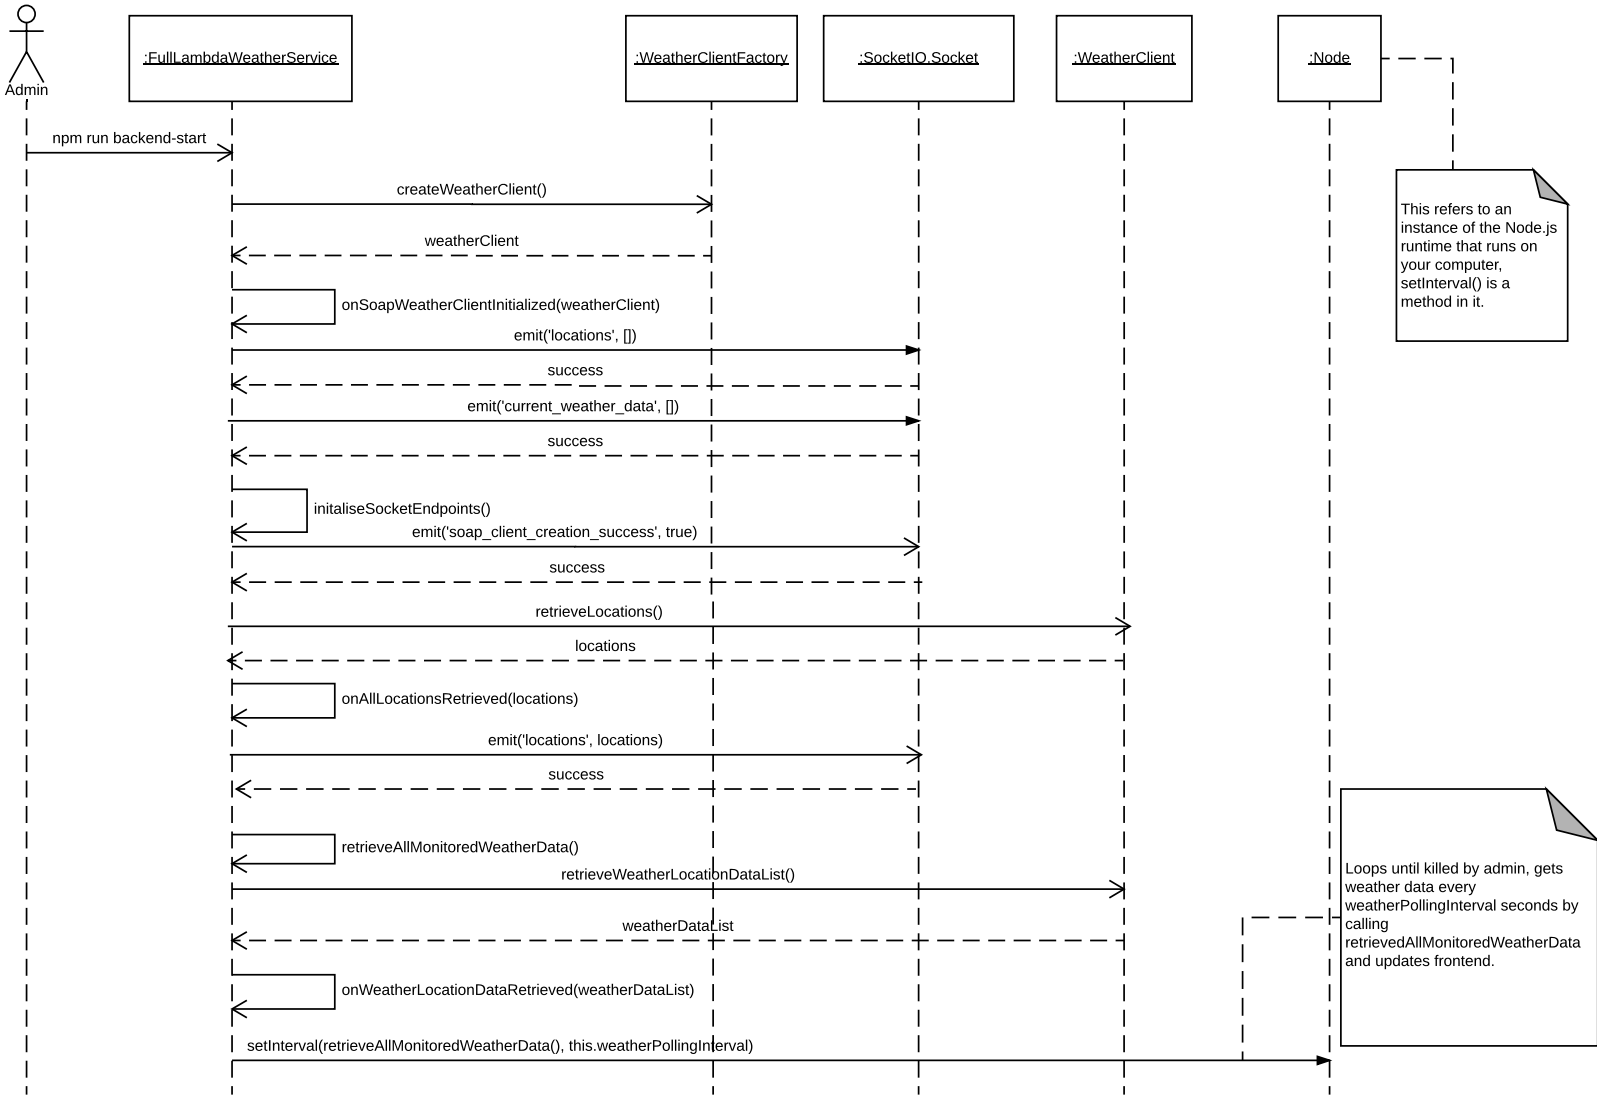 :FullLambdaWeatherService
:WeatherClientFactory
:SocketIO.Socket
:WeatherClient
:Node
Admin
npm run backend-start
createWeatherClient()
This refers to an
instance of the Node.js
runtime that runs on
your computer,
setInterval() is a
method in it.
weatherClient
onSoapWeatherClientInitialized(weatherClient)
emit('locations', [])
success
emit('current_weather_data', [])
success
initaliseSocketEndpoints()
emit('soap_client_creation_success', true)
success
retrieveLocations()
locations
onAllLocationsRetrieved(locations)
emit('locations', locations)
success
retrieveAllMonitoredWeatherData()
retrieveWeatherLocationDataList()
Loops until killed by admin, gets
weather data every
weatherPollingInterval seconds by
calling
retrievedAllMonitoredWeatherData
and updates frontend.
weatherDataList
onWeatherLocationDataRetrieved(weatherDataList)
setInterval(retrieveAllMonitoredWeatherData(), this.weatherPollingInterval)